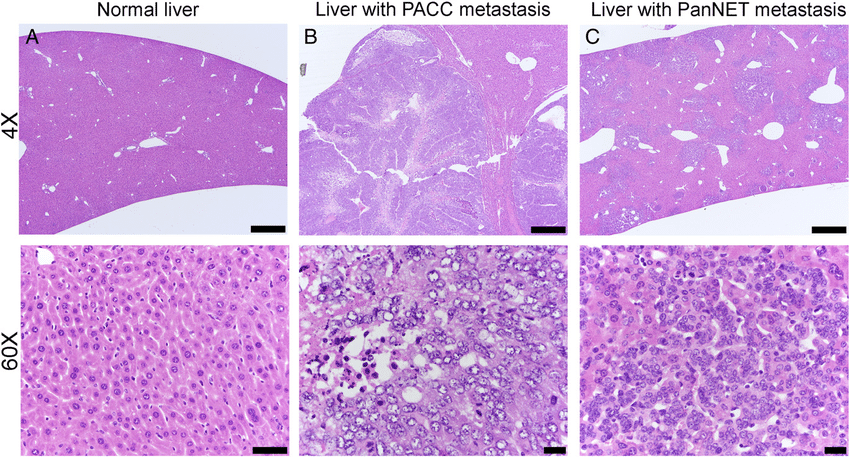 Normal liver
Liver with PACC metastasis
Liver with PanNET metastasis
A
B
C
4X
60X